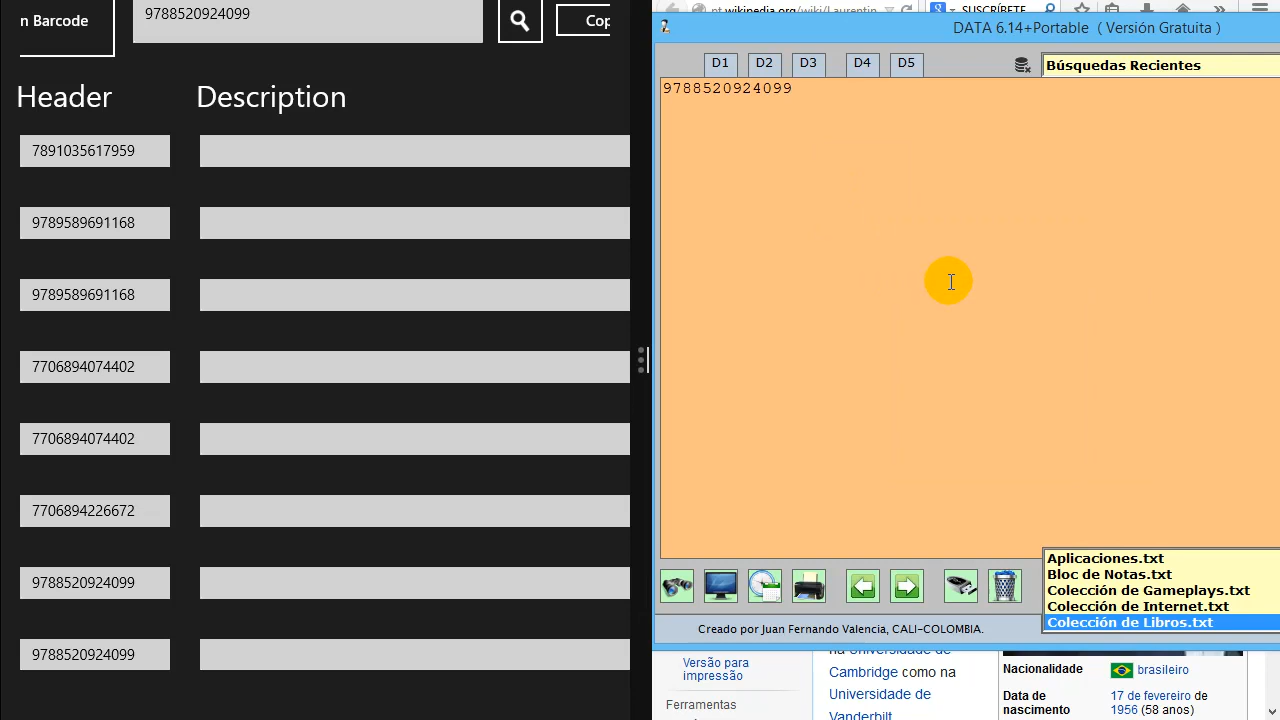 n Barcode
9788520924099
Cop
Header
Description
7891035617959
9789589691168
9789589691168
7706894074402
7706894074402
7706894226672
9788520924099
9788520924099
SUSCRÍBETE
DATA 6.14+Portable ( Versión Gratuita )
D1
D2
D3
D4
D5
Búsquedas Recientes
9788520924099
Aplicaciones.txt
Bloc de Notas.txt
Colección de Gameplays.txt
Colección de Internet.txt
Colección de Libros.txt
Creado por Juan Fernando Valencia, CALI-COLOMBIA.
Versão para
impressão
Ferramentas
na Universidade de
Cambridge como na
Universidade de
Vanderbilt
Nacionalidade
brasileiro
Data de
nascimento
17 de fevereiro de
1956 (58 anos)